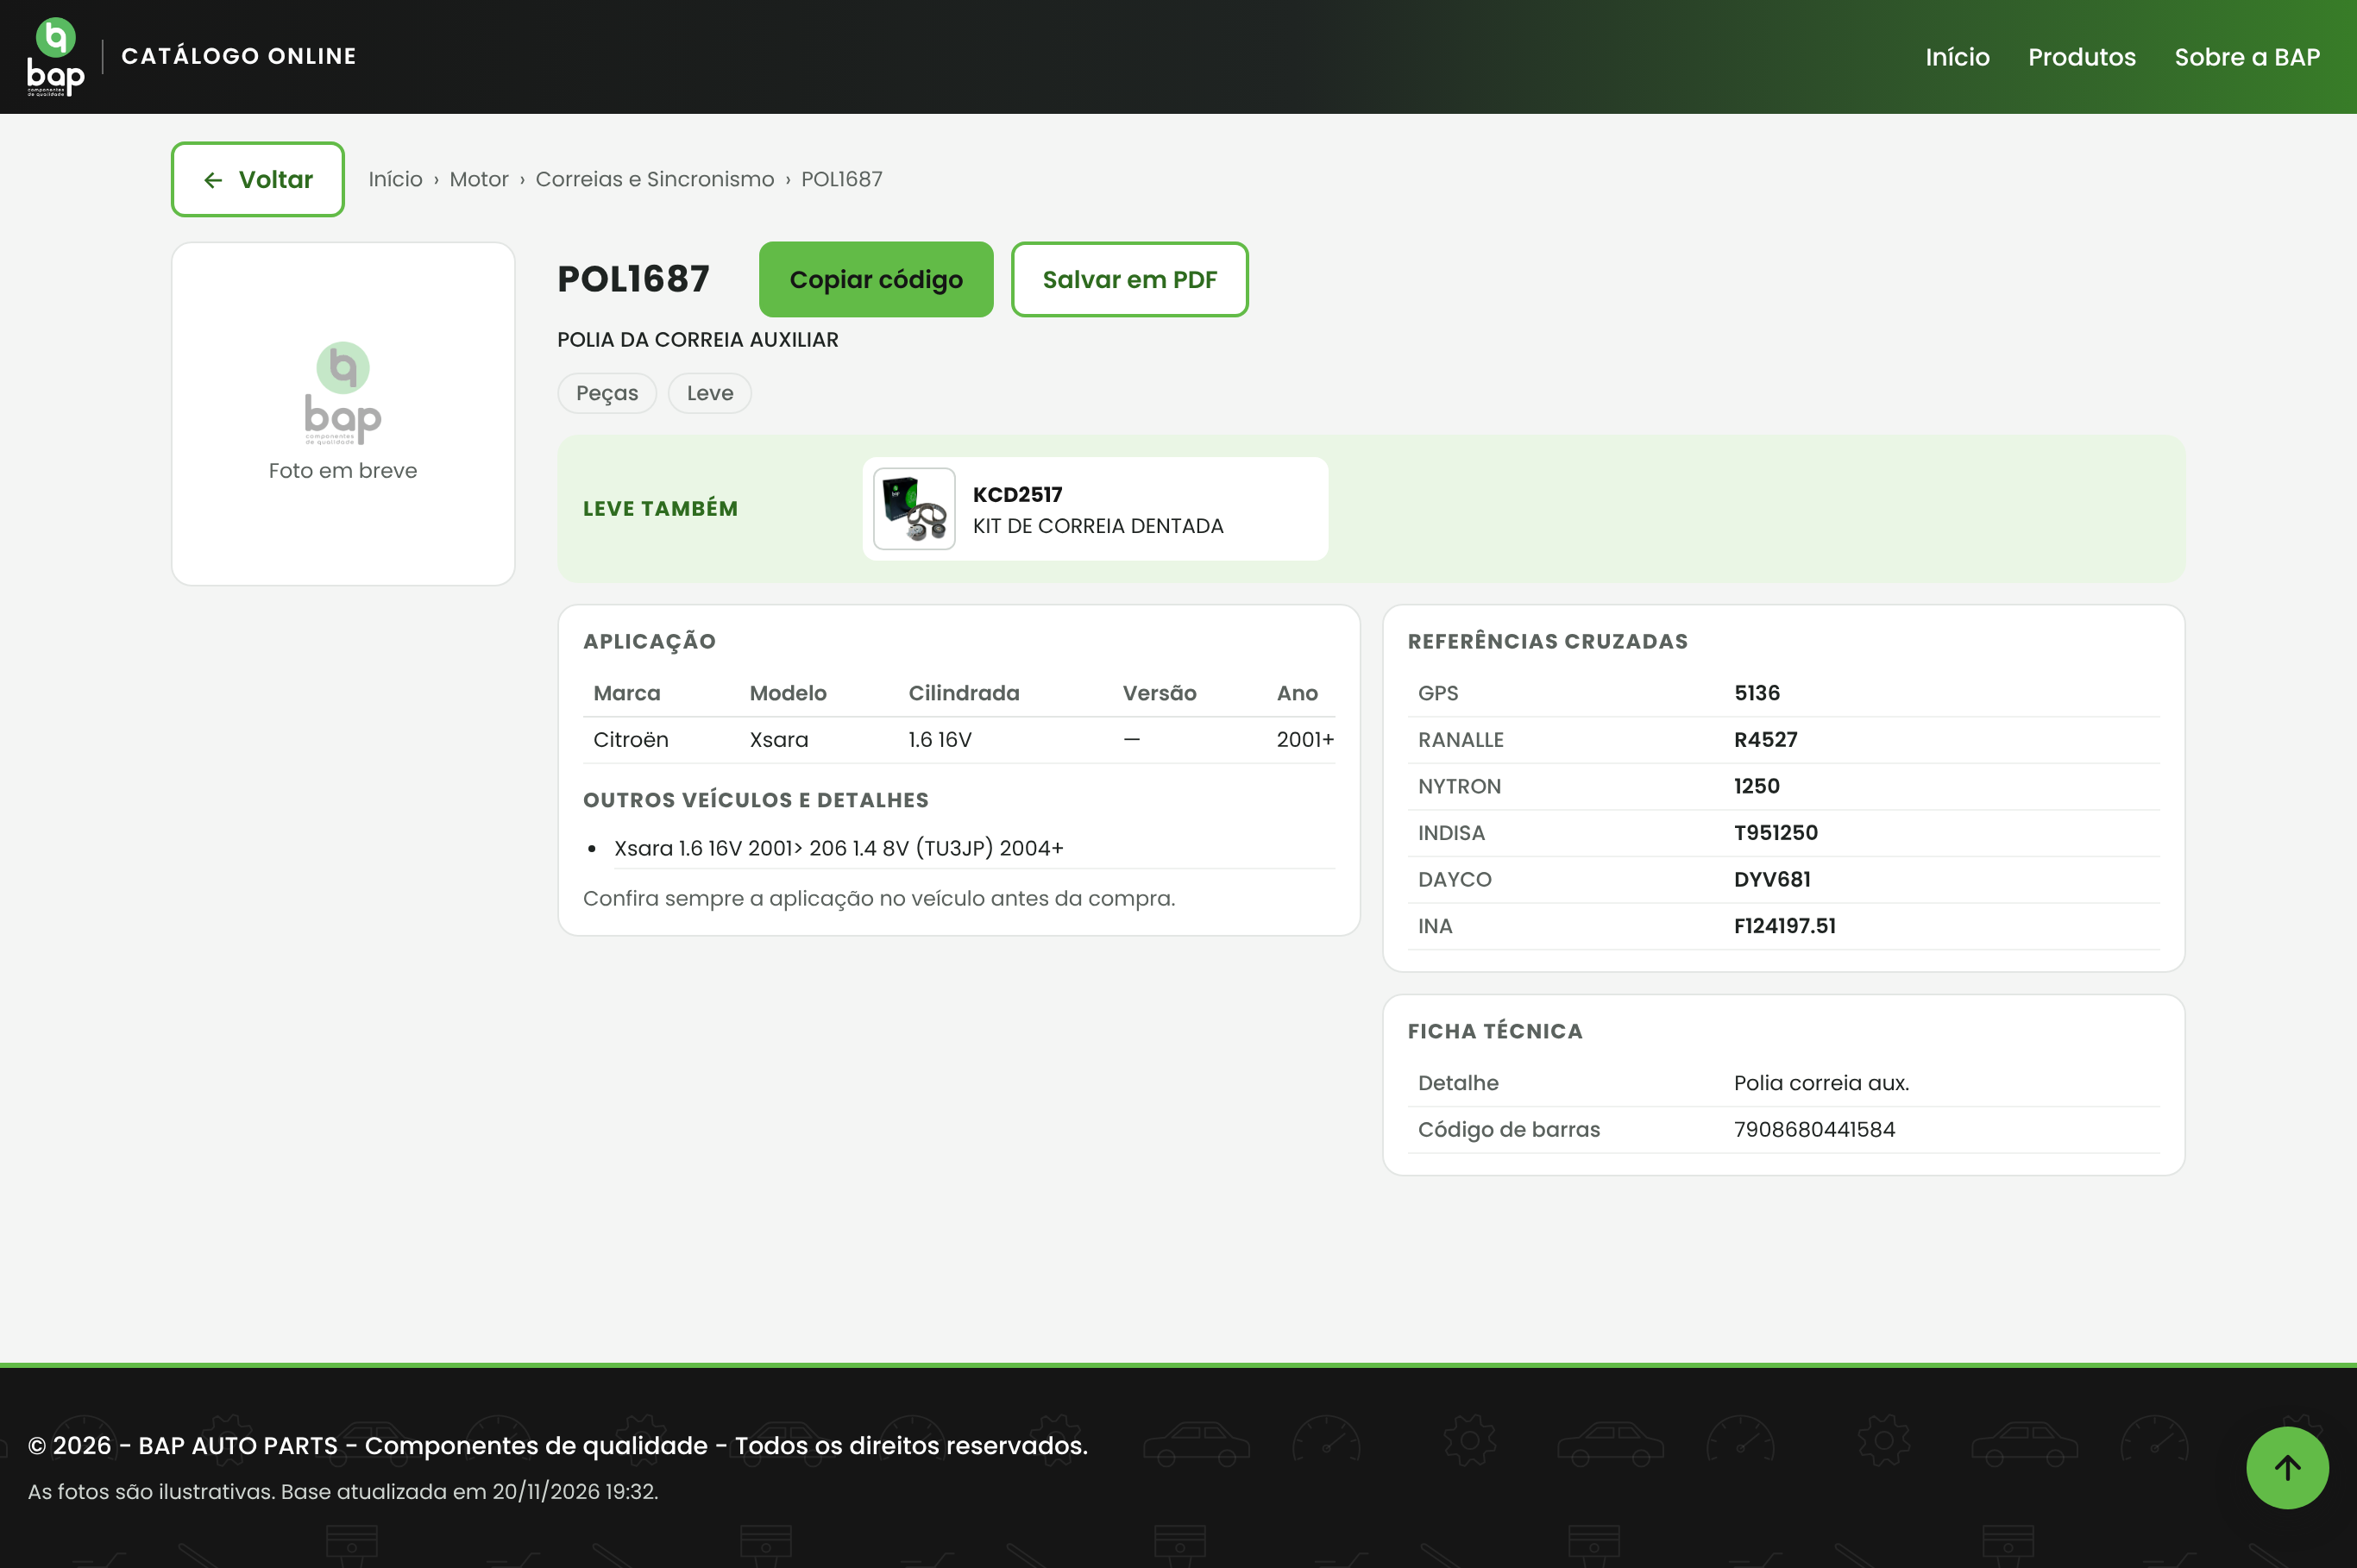 bap
componentes
de qualidade
CATÁLOGO ONLINE
Início
Produtos
Sobre a BAP
← Voltar
Início › Motor › Correias e Sincronismo › POL1687
bap
componentes
de qualidade
Foto em breve
POL1687
Copiar código
Salvar em PDF
POLIA DA CORREIA AUXILIAR
Peças
Leve
LEVE TAMBÉM
KCD2517
KIT DE CORREIA DENTADA
APLICAÇÃO
Marca Modelo Cilindrada Versão Ano
Citroën Xsara 1.6 16V — 2001+
OUTROS VEÍCULOS E DETALHES
• Xsara 1.6 16V 2001> 206 1.4 8V (TU3JP) 2004+
Confira sempre a aplicação no veículo antes da compra.
REFERÊNCIAS CRUZADAS
GPS 5136
RANALLE R4527
NYTRON 1250
INDISA T951250
DAYCO DYV681
INA F124197.51
FICHA TÉCNICA
Detalhe Polia correia aux.
Código de barras 7908680441584
© 2026 - BAP AUTO PARTS - Componentes de qualidade - Todos os direitos reservados.
As fotos são ilustrativas. Base atualizada em 20/11/2026 19:32.